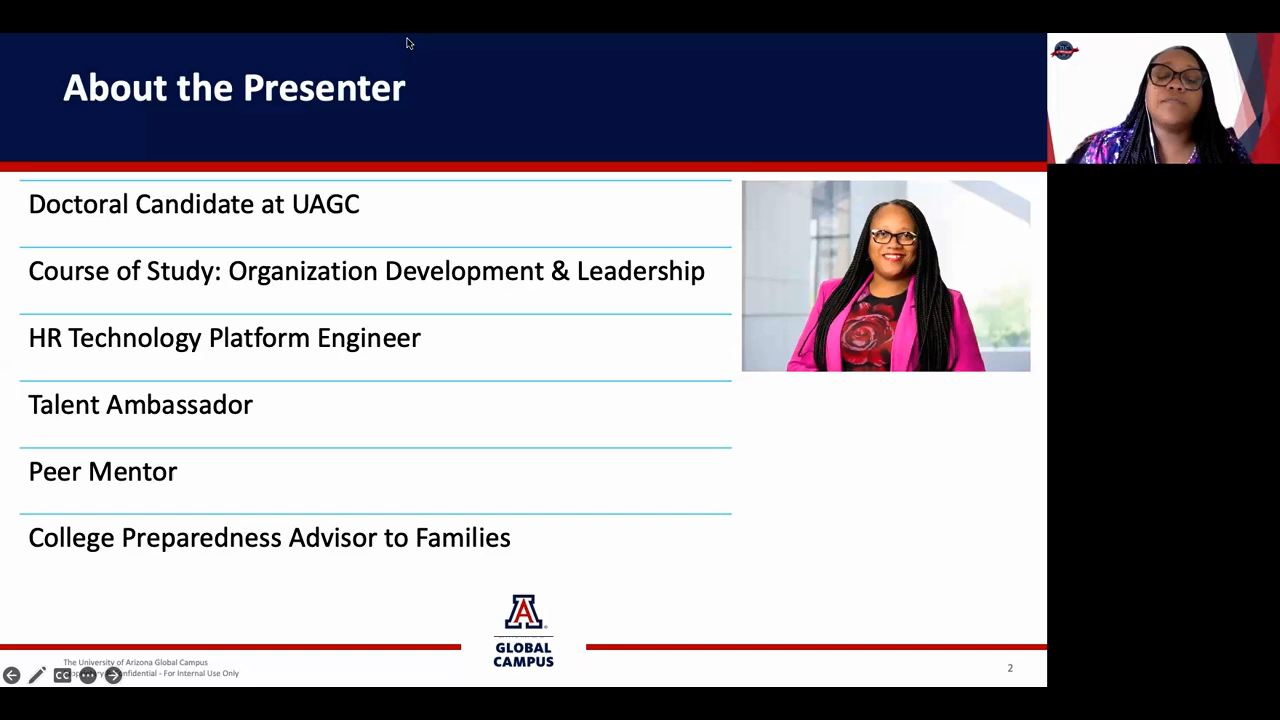 About the Presenter
Doctoral Candidate at UAGC
Course of Study: Organization Development & Leadership
HR Technology Platform Engineer
Talent Ambassador
Peer Mentor
College Preparedness Advisor to Families
A
GLOBAL
CAMPUS
The University of Arizona Global Campus
CC
- For Internal Use Only
2